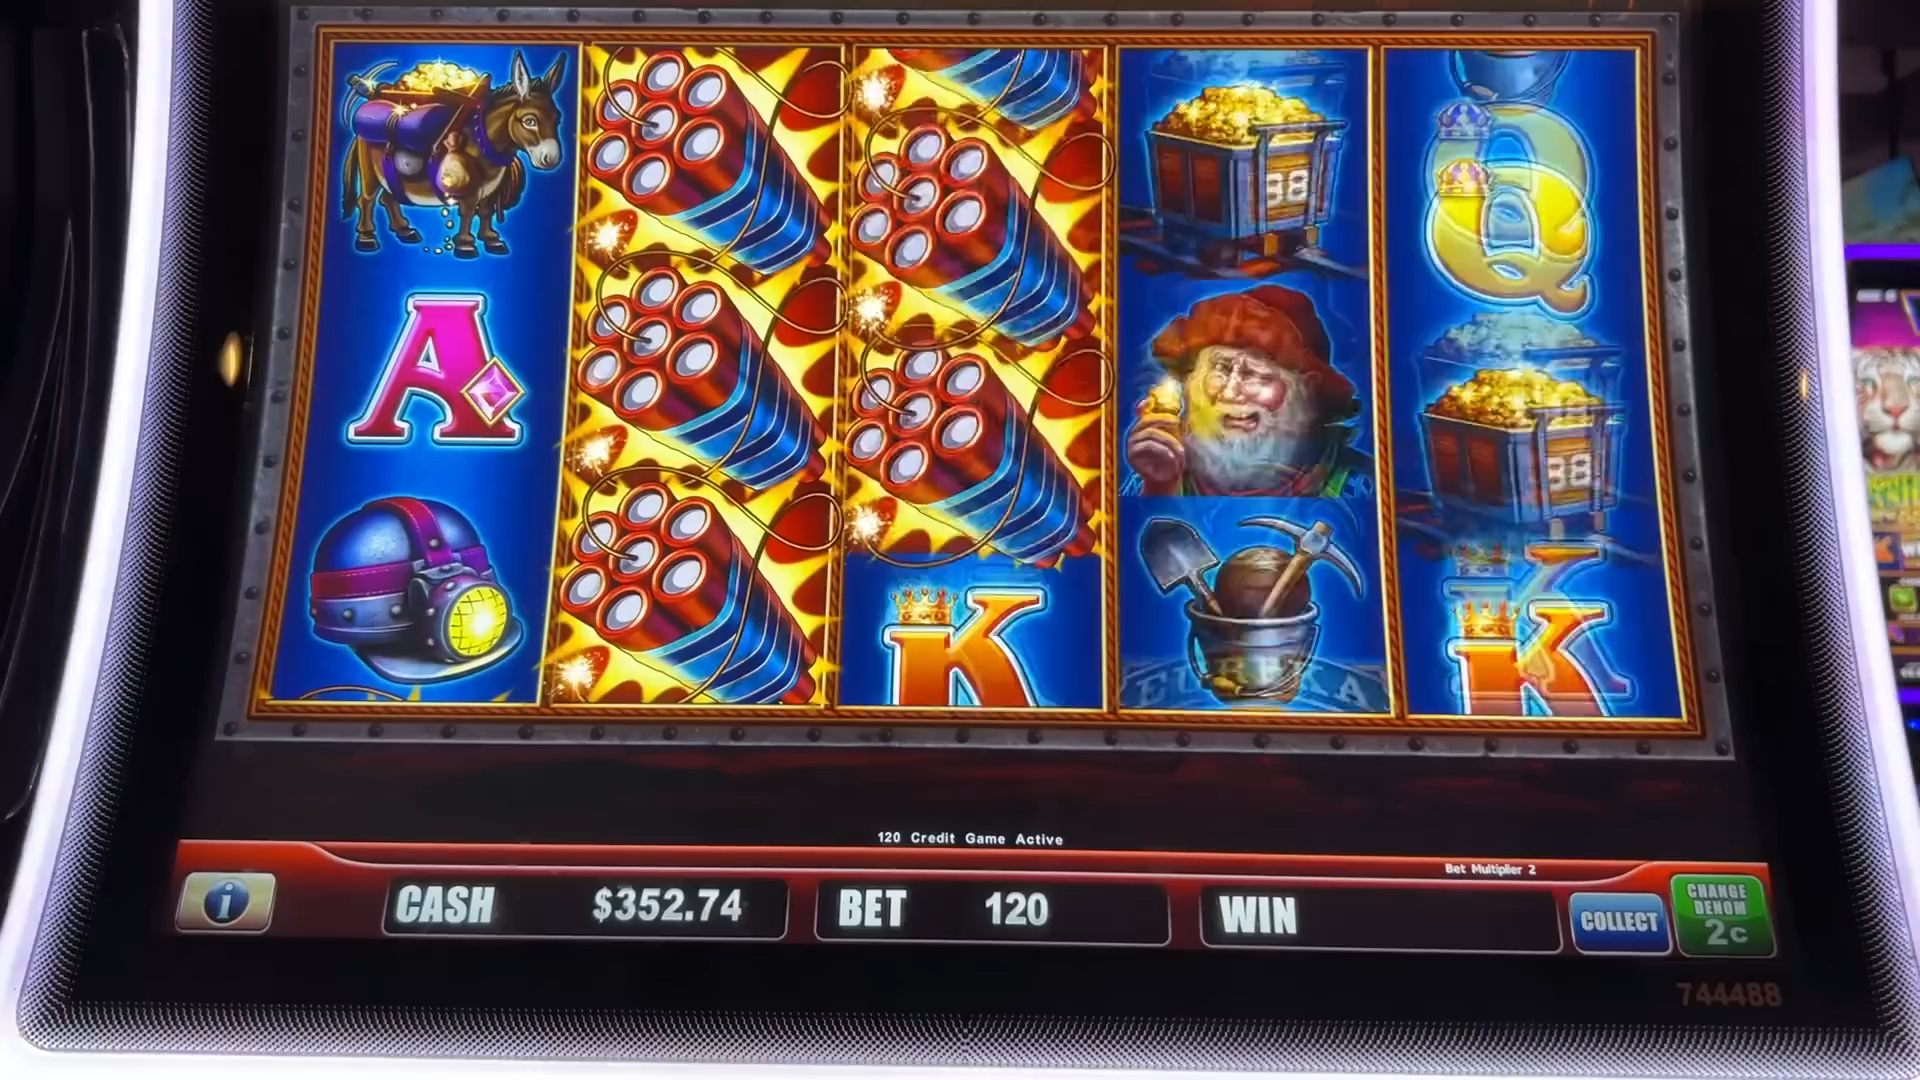 88
Q
A
88
EUREKA
K
K
120 Credit Game Active
Bet Multiplier 2
CASH $352.74 BET 120 WIN COLLECT
CHANGE
DENOM
2c
744488